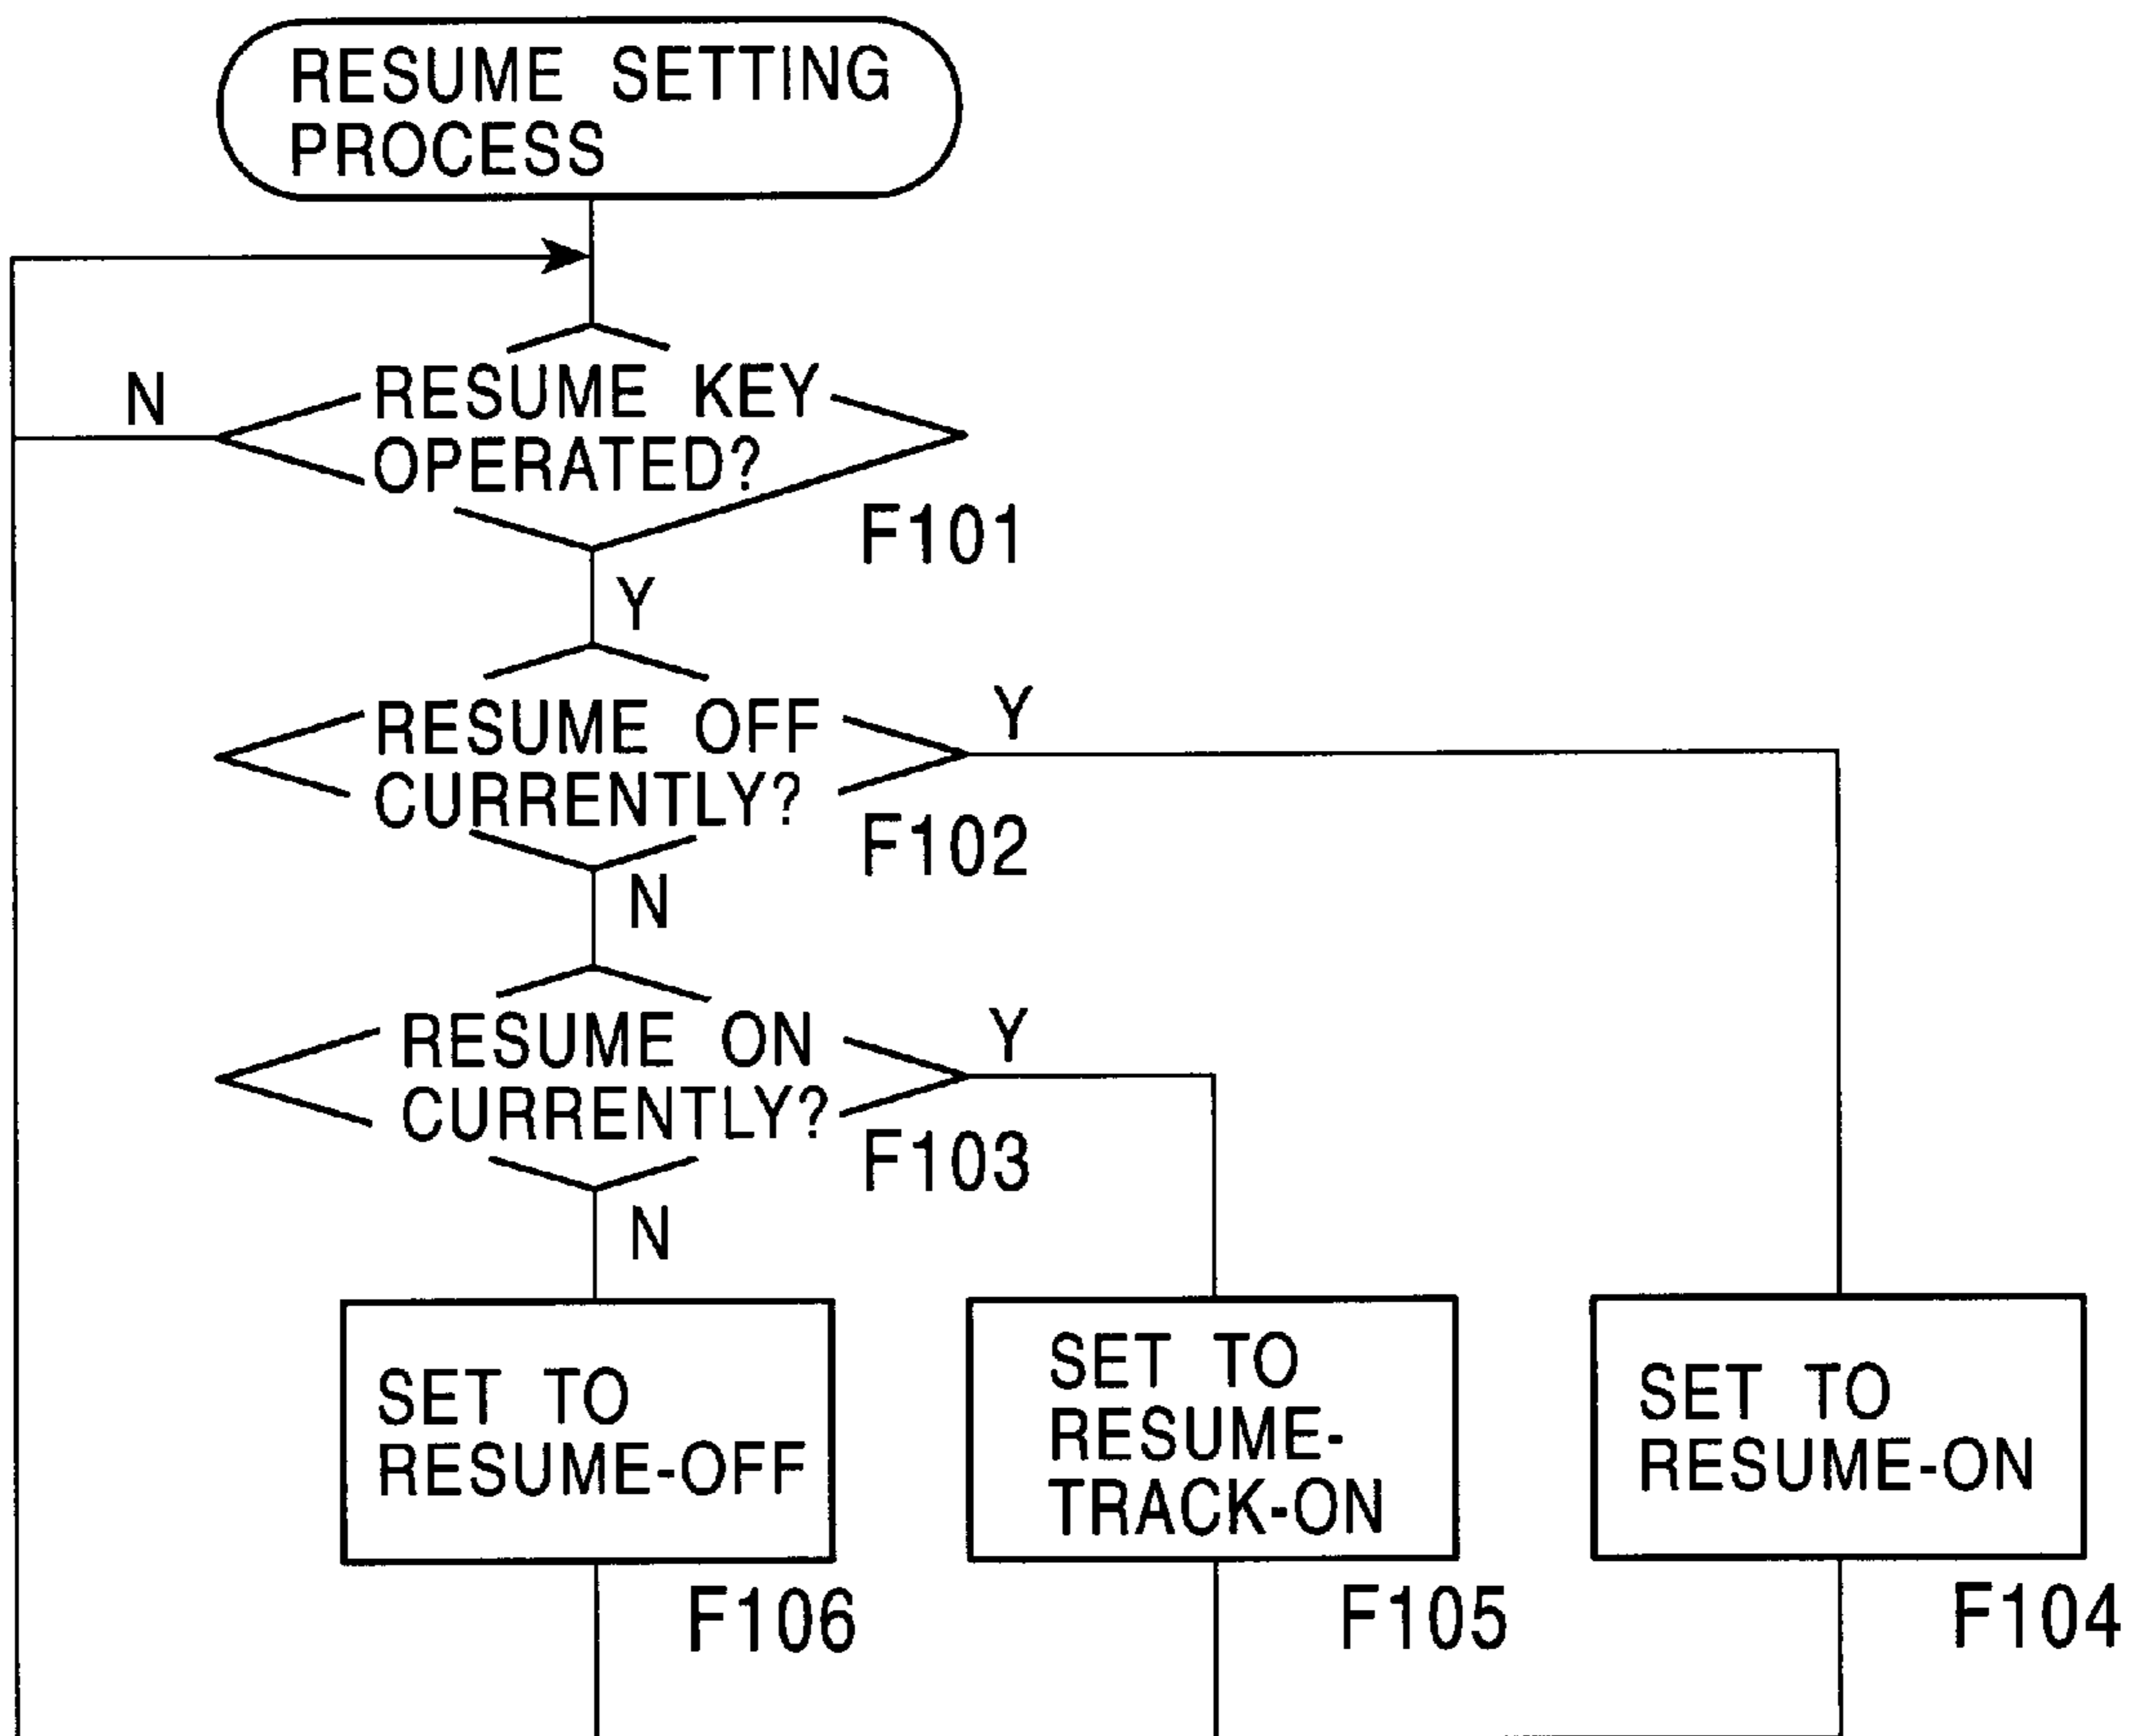 RESUME SETTING
PROCESS
N
RESUME KEY
OPERATED?
F101
Y
RESUME OFF
CURRENTLY?
Y
F102
N
RESUME ON
CURRENTLY?
Y
F103
N
SET TO
RESUME-OFF
F106
SET TO
RESUME-
TRACK-ON
F105
SET TO
RESUME-ON
F104